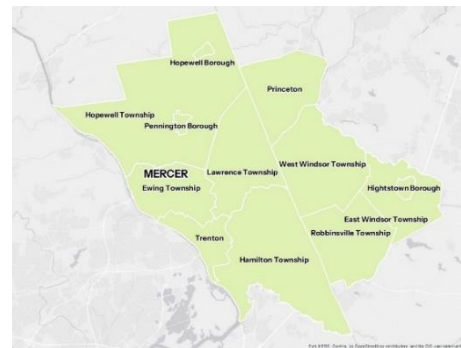 Hopewell Borough
Princeton
Hopewell Township
Pennington Borough
West Windsor Township
MERCER
Lawrence Township
Ewing Township
Hightstown Borough
East Windsor Township
Trenton
Robbinsville Township
Hamilton Township